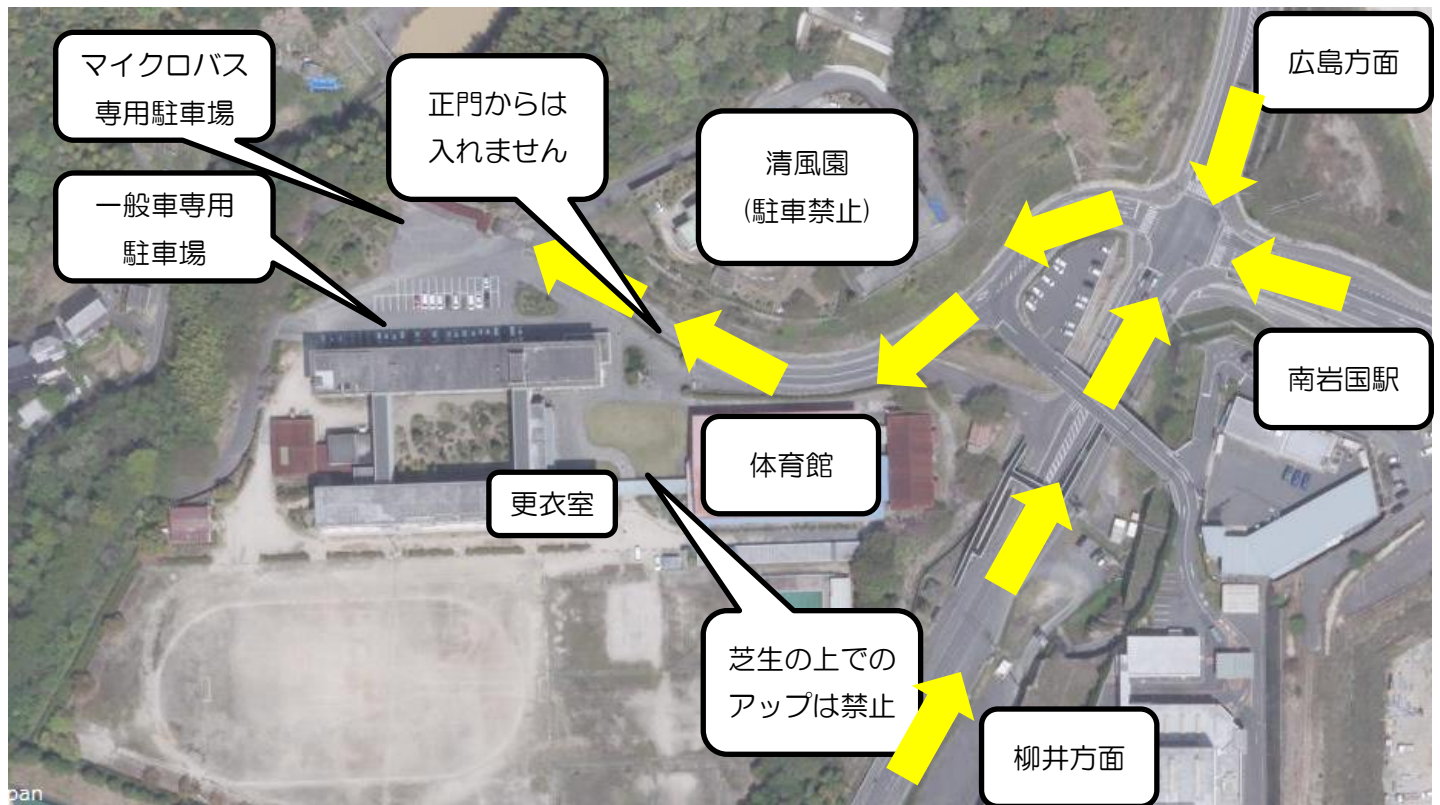 マイクロバス
専用駐車場
正門からは
入れません
広島方面
清風園
(駐車禁止)
一般車専用
駐車場
南岩国駅
体育館
更衣室
芝生の上での
アップは禁止
柳井方面
pan